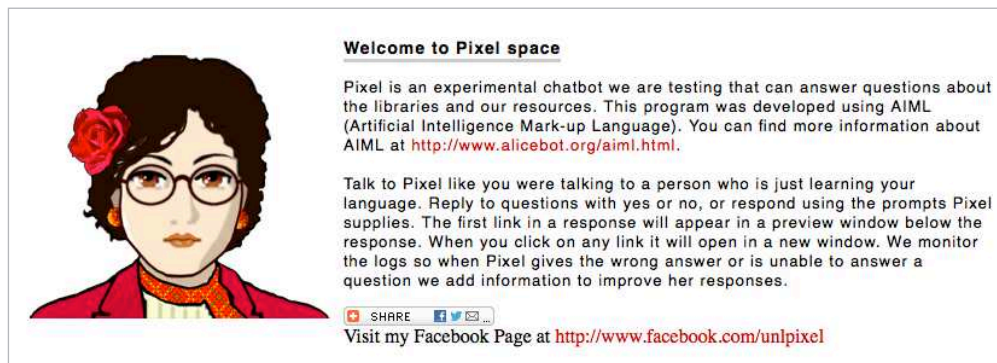 Welcome to Pixel space
Pixel is an experimental chatbot we are testing that can answer questions about
the libraries and our resources. This program was developed using AIML
(Artificial Intelligence Mark-up Language). You can find more information about
AIML at http://www.alicebot.org/aiml.html.
Talk to Pixel like you were talking to a person who is just learning your
language. Reply to questions with yes or no, or respond using the prompts Pixel
supplies. The first link in a response will appear in a preview window below the
response. When you click on any link it will open in a new window. We monitor
the logs so when Pixel gives the wrong answer or is unable to answer a
question we add information to improve her responses.
SHARE ...
Visit my Facebook Page at http://www.facebook.com/unlpixel